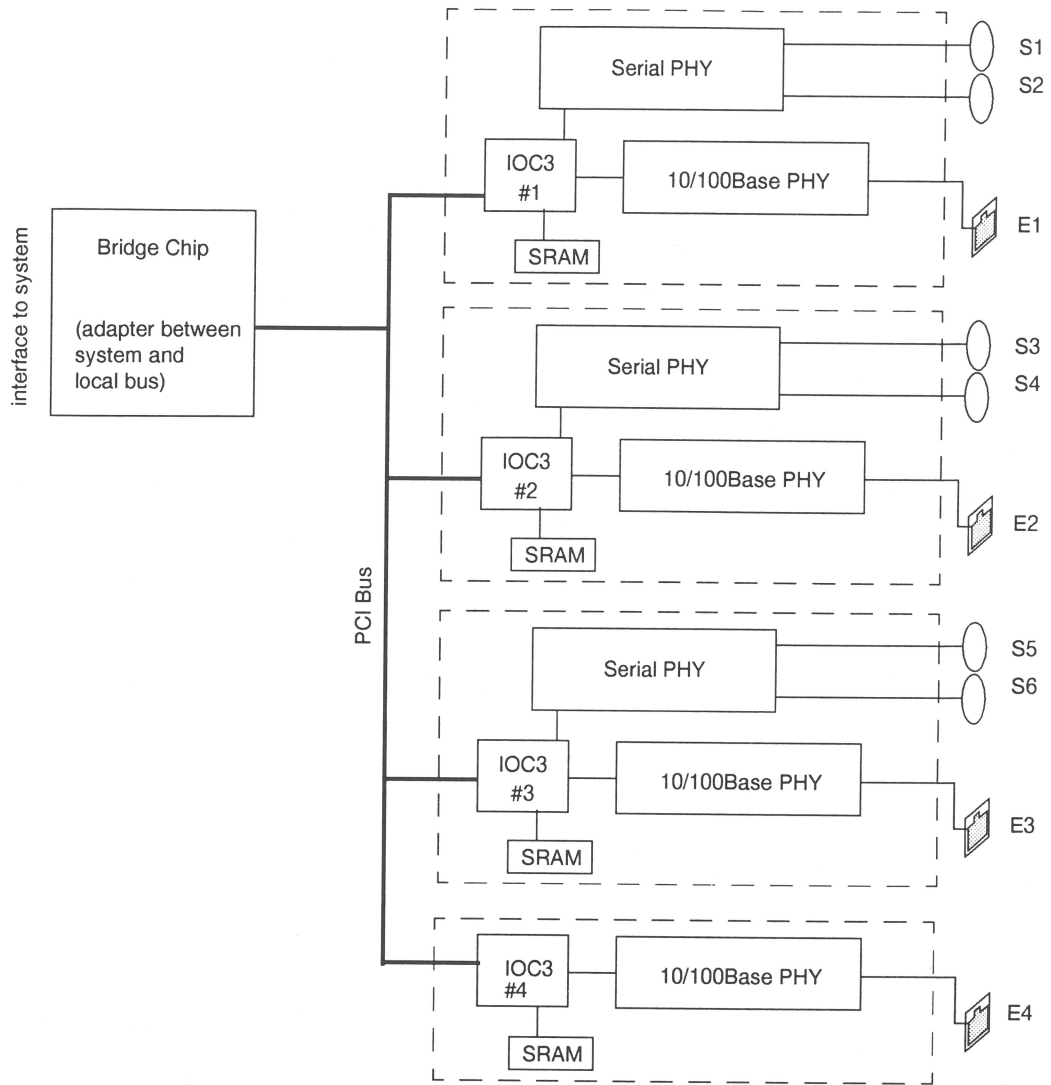 interface to system
Bridge Chip
(adapter between
system and
local bus)
PCI Bus
Serial PHY
S1
S2
IOC3
#1
10/100Base PHY
E1
SRAM
Serial PHY
S3
S4
IOC3
#2
10/100Base PHY
E2
SRAM
Serial PHY
S5
S6
IOC3
#3
10/100Base PHY
E3
SRAM
IOC3
#4
10/100Base PHY
E4
SRAM